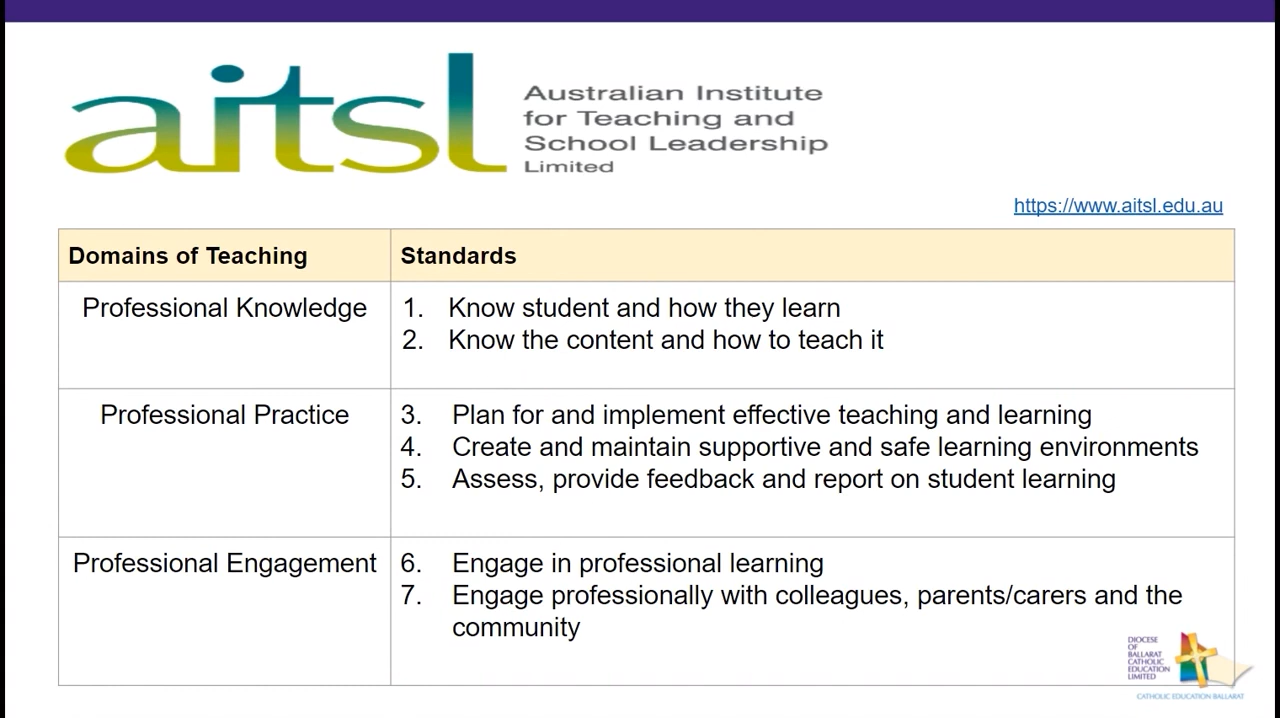 aitsl
Australian Institute
for Teaching and
School Leadership
Limited
https://www.aitsl.edu.au
Domains of Teaching
Standards
Professional Knowledge
1. Know student and how they learn
2. Know the content and how to teach it
Professional Practice
3. Plan for and implement effective teaching and learning
4. Create and maintain supportive and safe learning environments
5. Assess, provide feedback and report on student learning
Professional Engagement
6. Engage in professional learning
7. Engage professionally with colleagues, parents/carers and the
community
DIOCESE
OF
BALLARAT
CATHOLIC
EDUCATION
LIMITED
CATHOLIC EDUCATION BALLARAT